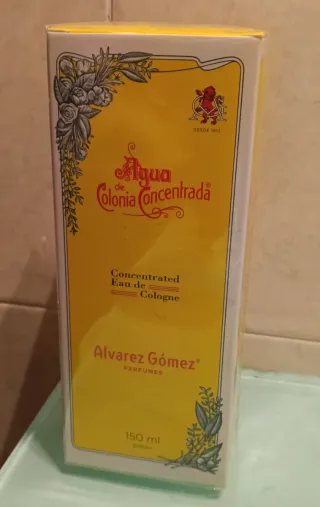 DESDE 1912
Agua
de
Colonia Concentrada®
Concentrated
Eau de
Cologne
Alvarez Gómez®
PERFUMES
150 ml